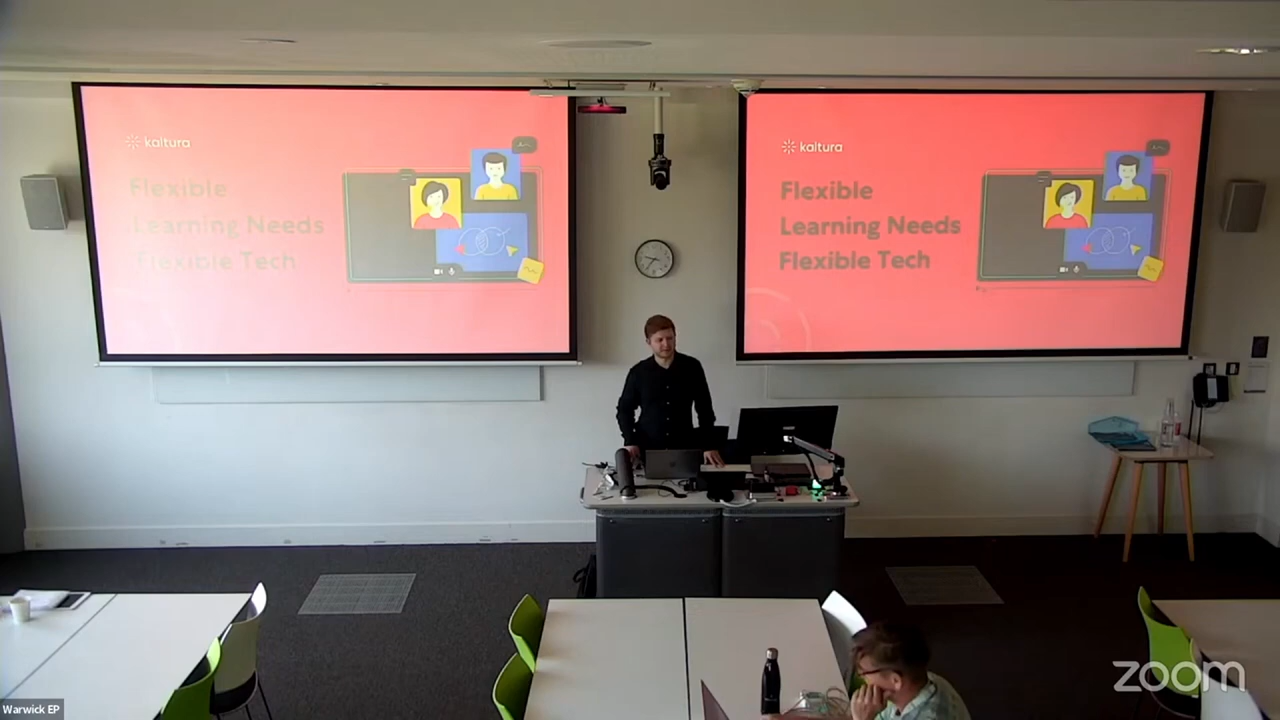 kaltura
Flexible
Learning Needs
Flexible Tech
kaltura
Flexible
Learning Needs
Flexible Tech
zoom
Warwick EP